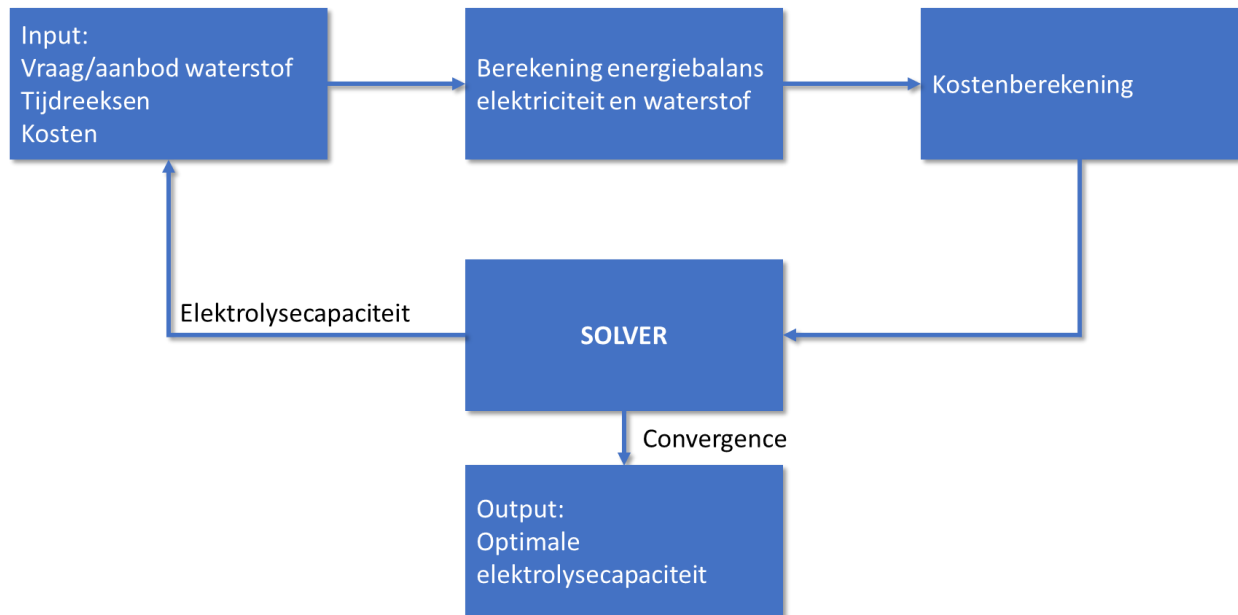 Input:
Vraag/aanbod waterstof
Tijdreeksen
Kosten
Berekening energiebalans
elektriciteit en waterstof
Kostenberekening
Elektrolysecapaciteit
SOLVER
Convergence
Output:
Optimale
elektrolysecapaciteit